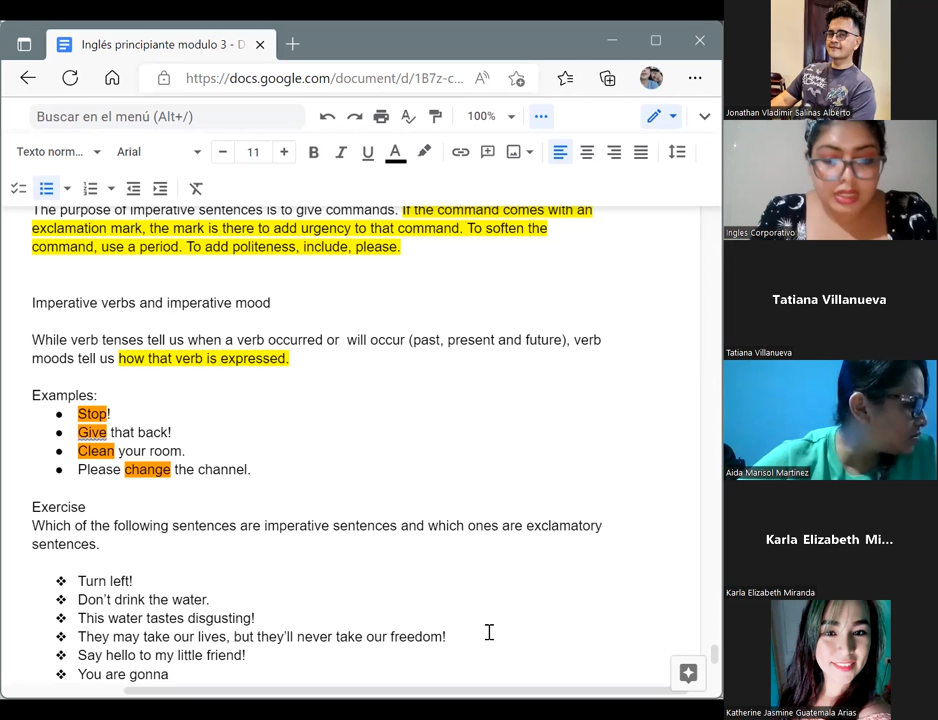 Inglés principiante modulo 3 - D
https://docs.google.com/document/d/1B7z-c...
Buscar en el menú (Alt+/)
100%
Texto norm...
Arial
11
The purpose of imperative sentences is to give commands. If the command comes with an
exclamation mark, the mark is there to add urgency to that command. To soften the
command, use a period. To add politeness, include, please.
Imperative verbs and imperative mood
While verb tenses tell us when a verb occurred or will occur (past, present and future), verb
moods tell us how that verb is expressed.
Examples:
Stop!
Give that back!
Clean your room.
Please change the channel.
Exercise
Which of the following sentences are imperative sentences and which ones are exclamatory
sentences.
Turn left!
Don't drink the water.
This water tastes disgusting!
They may take our lives, but they'll never take our freedom!
Say hello to my little friend!
You are gonna
Jonathan Vladimir Salinas Alberto
Ingles Corporativo
Tatiana Villanueva
Tatiana Villanueva
Aida Marisol Martinez
Karla Elizabeth Mi...
Karla Elizabeth Miranda
Katherine Jasmine Guatemala Arias